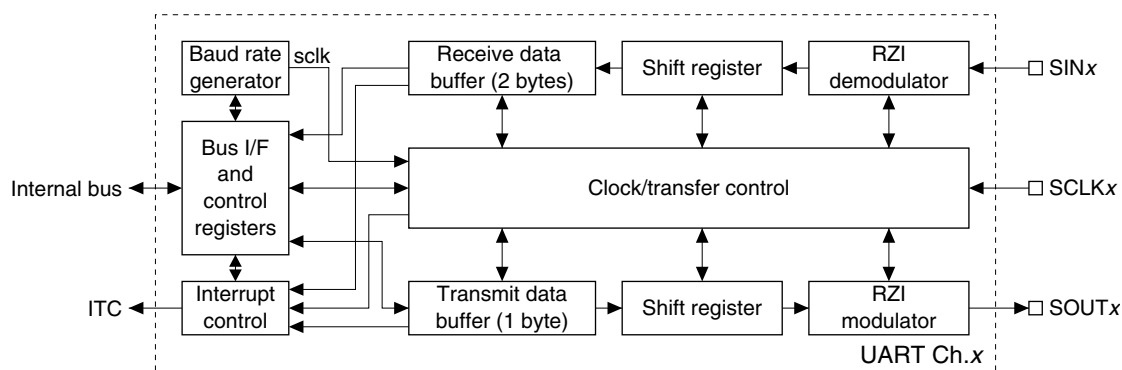 Baud rate
generator
sclk
Receive data
buffer (2 bytes)
Shift register
RZI
demodulator
SINx
Internal bus
Bus I/F
and
control
registers
Clock/transfer control
SCLKx
ITC
Interrupt
control
Transmit data
buffer (1 byte)
Shift register
RZI
modulator
SOUTx
UART Ch.x